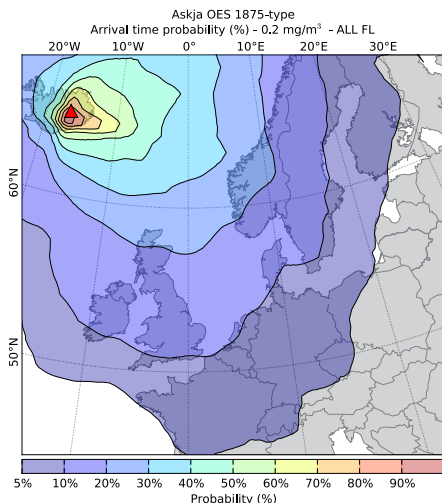 Askja OES 1875-type
Arrival time probability (%) - 0.2 mg/m³ - ALL FL
20°W 10°W 0° 10°E 20°E 30°E
60°N
50°N
5% 10% 20% 30% 40% 50% 60% 70% 80% 90%
Probability (%)